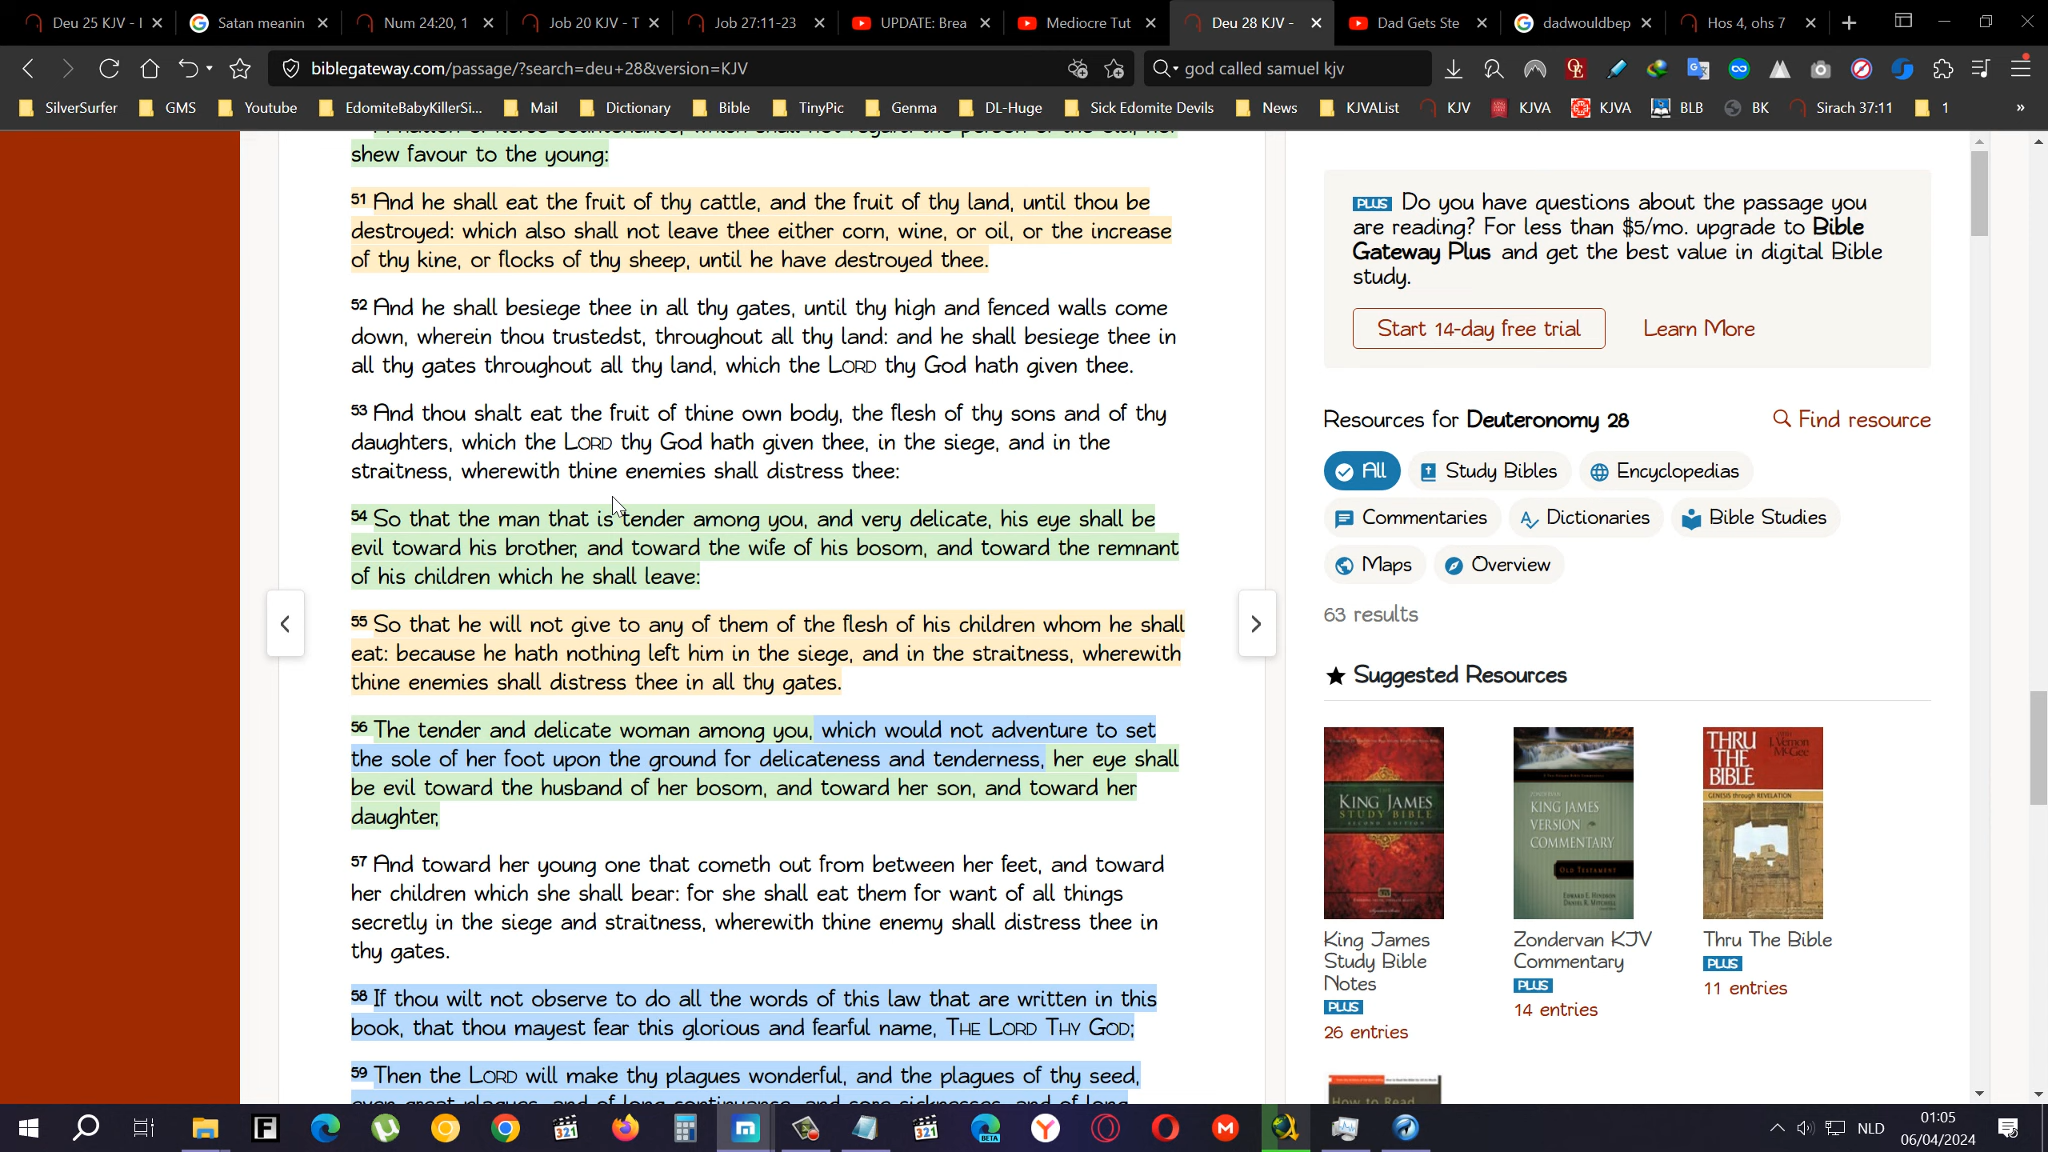 Deu 25 KJV - I
Satan meanin
Num 24:20, 1
Job 20 KJV - T
Job 27:11-23
UPDATE: Brea
Mediocre Tut
Deu 28 KJV -
Dad Gets Ste
dadwouldbep
Hos 4, ohs 7
biblegateway.com/passage/?search=deu+28&version=KJV
god called samuel kjv
SilverSurfer
GMS
Youtube
EdomiteBabyKillerSi...
Mail
Dictionary
Bible
TinyPic
Genma
DL-Huge
Sick Edomite Devils
News
KJVAList
KJV
KJVA
KJVA
BLB
BK
Sirach 37:11
1
shew favour to the young:
51 And he shall eat the fruit of thy cattle, and the fruit of thy land, until thou be
destroyed: which also shall not leave thee either corn, wine, or oil, or the increase
of thy kine, or flocks of thy sheep, until he have destroyed thee.
52 And he shall besiege thee in all thy gates, until thy high and fenced walls come
down, wherein thou trustedst, throughout all thy land: and he shall besiege thee in
all thy gates throughout all thy land, which the LORD thy God hath given thee.
53 And thou shalt eat the fruit of thine own body, the flesh of thy sons and of thy
daughters, which the LORD thy God hath given thee, in the siege, and in the
straitness, wherewith thine enemies shall distress thee:
54 So that the man that is tender among you, and very delicate, his eye shall be
evil toward his brother, and toward the wife of his bosom, and toward the remnant
of his children which he shall leave:
55 So that he will not give to any of them of the flesh of his children whom he shall
eat: because he hath nothing left him in the siege, and in the straitness, wherewith
thine enemies shall distress thee in all thy gates.
56 The tender and delicate woman among you, which would not adventure to set
the sole of her foot upon the ground for delicateness and tenderness, her eye shall
be evil toward the husband of her bosom, and toward her son, and toward her
daughter,
57 And toward her young one that cometh out from between her feet, and toward
her children which she shall bear: for she shall eat them for want of all things
secretly in the siege and straitness, wherewith thine enemy shall distress thee in
thy gates.
58 If thou wilt not observe to do all the words of this law that are written in this
book, that thou mayest fear this glorious and fearful name, THE LORD THY GOD;
59 Then the LORD will make thy plagues wonderful, and the plagues of thy seed,
PLUS Do you have questions about the passage you
are reading? For less than $5/mo. upgrade to Bible
Gateway Plus and get the best value in digital Bible
study.
Start 14-day free trial
Learn More
Resources for Deuteronomy 28
Find resource
All
Study Bibles
Encyclopedias
Commentaries
Dictionaries
Bible Studies
Maps
Overview
63 results
Suggested Resources
KING JAMES
STUDY BIBLE
SECOND EDITION
KING JAMES
VERSION
COMMENTARY
OLD TESTAMENT
THRU
THE
BIBLE
J. Vernon
McGee
GENESIS through REVELATION
King James
Study Bible
Notes
PLUS
26 entries
Zondervan KJV
Commentary
PLUS
14 entries
Thru The Bible
PLUS
11 entries
How to Read
NLD
01:05
06/04/2024